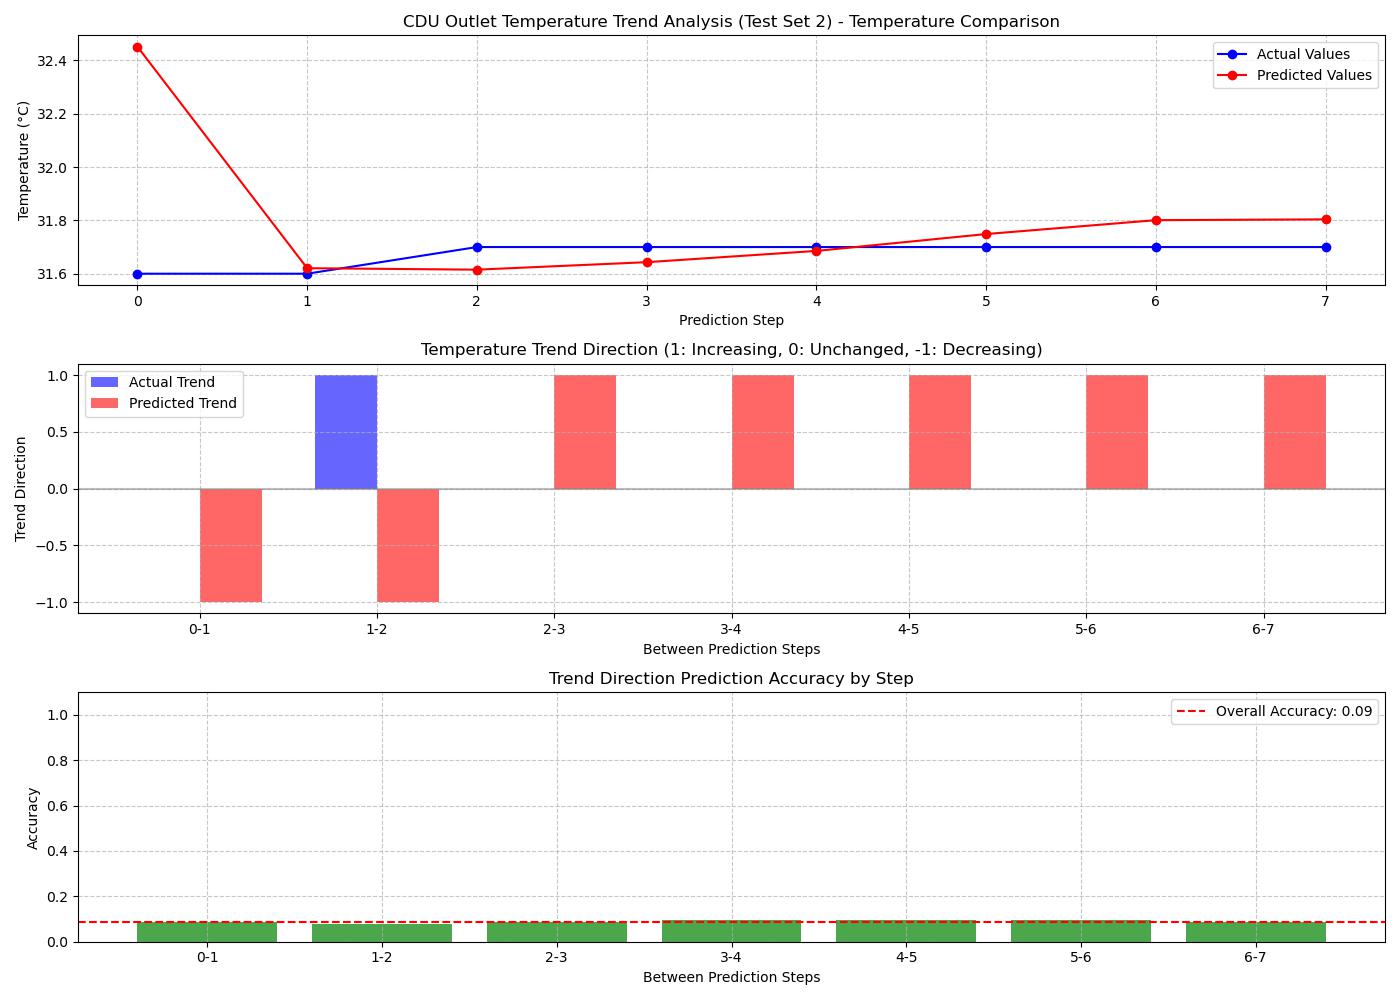 CDU Outlet Temperature Trend Analysis (Test Set 2) - Temperature Comparison
Temperature (°C)
32.4
32.2
32.0
31.8
31.6
Actual Values
Predicted Values
0 1 2 3 4 5 6 7
Prediction Step
Temperature Trend Direction (1: Increasing, 0: Unchanged, -1: Decreasing)
Trend Direction
1.0
0.5
0.0
−0.5
−1.0
Actual Trend
Predicted Trend
0-1 1-2 2-3 3-4 4-5 5-6 6-7
Between Prediction Steps
Trend Direction Prediction Accuracy by Step
Accuracy
1.0
0.8
0.6
0.4
0.2
0.0
Overall Accuracy: 0.09
0-1 1-2 2-3 3-4 4-5 5-6 6-7
Between Prediction Steps